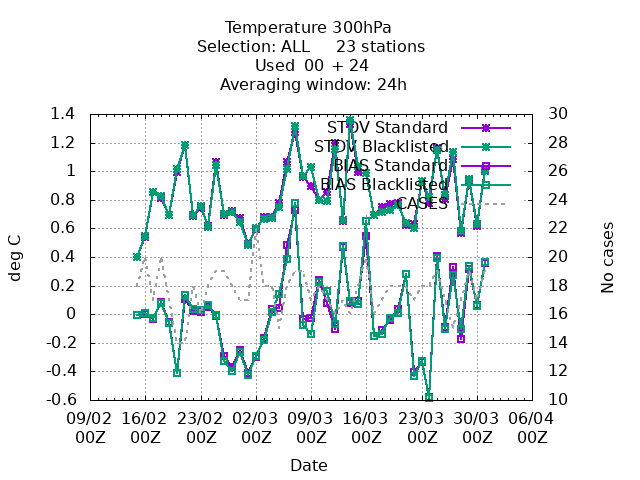 Temperature 300hPa
Selection: ALL 23 stations
Used 00 + 24
Averaging window: 24h
1.4
1.2
1
0.8
0.6
0.4
0.2
0
-0.2
-0.4
-0.6
30
28
26
24
22
20
18
16
14
12
10
STDV Standard
STDV Blacklisted
BIAS Standard
BIAS Blacklisted
CASES
deg C
No cases
09/02 16/02 23/02 02/03 09/03 16/03 23/03 30/03 06/04
00Z 00Z 00Z 00Z 00Z 00Z 00Z 00Z 00Z
Date